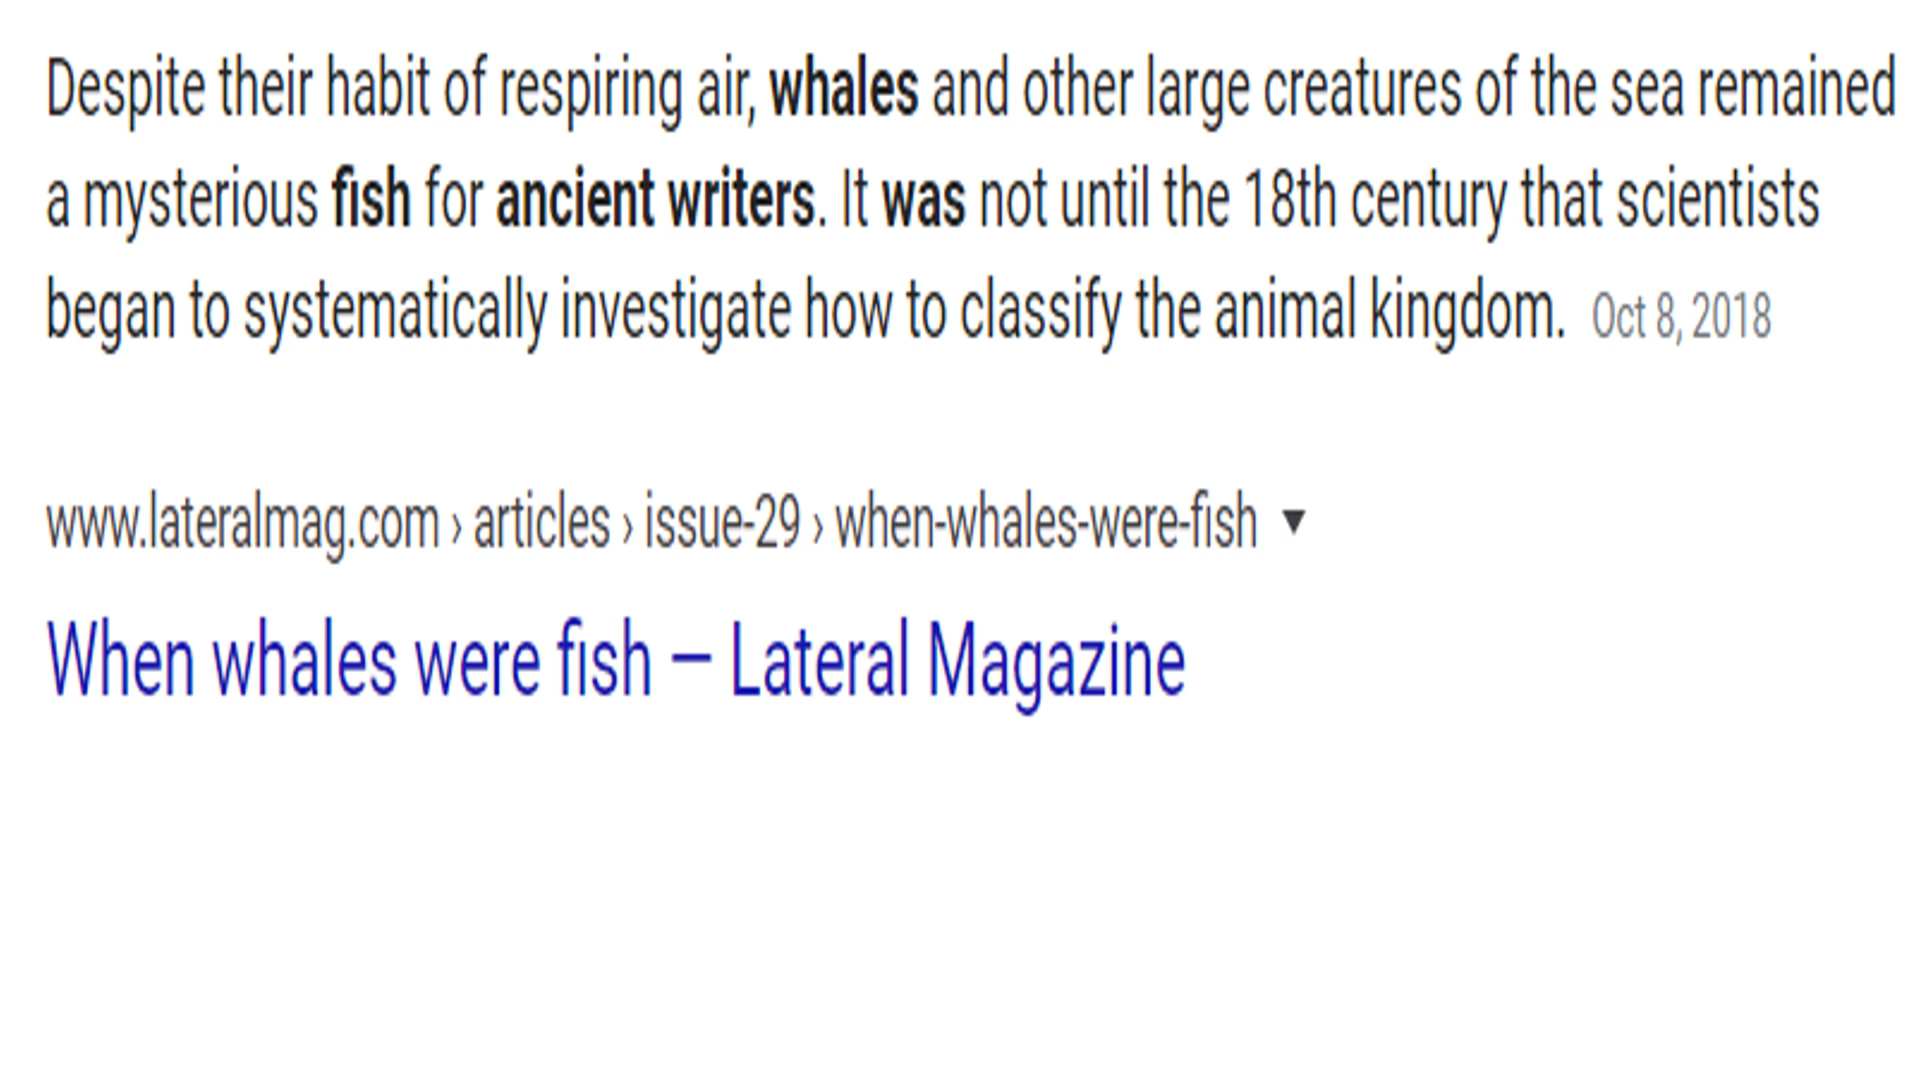 Despite their habit of respiring air, whales and other large creatures of the sea remained
a mysterious fish for ancient writers. It was not until the 18th century that scientists
began to systematically investigate how to classify the animal kingdom. Oct 8, 2018
www.lateralmag.com › articles › issue-29 › when-whales-were-fish ▼
When whales were fish — Lateral Magazine